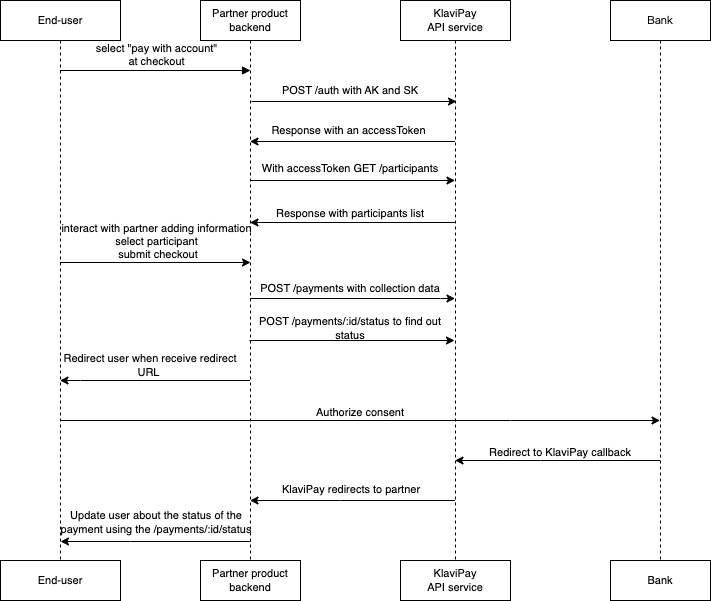 End-user
Partner product
backend
KlaviPay
API service
Bank
select "pay with account"
at checkout
POST /auth with AK and SK
Response with an accessToken
With accessToken GET /participants
Response with participants list
interact with partner adding information
select participant
submit checkout
POST /payments with collection data
POST /payments/:id/status to find out
status
Redirect user when receive redirect
URL
Authorize consent
Redirect to KlaviPay callback
KlaviPay redirects to partner
Update user about the status of the
payment using the /payments/:id/status
End-user
Partner product
backend
KlaviPay
API service
Bank